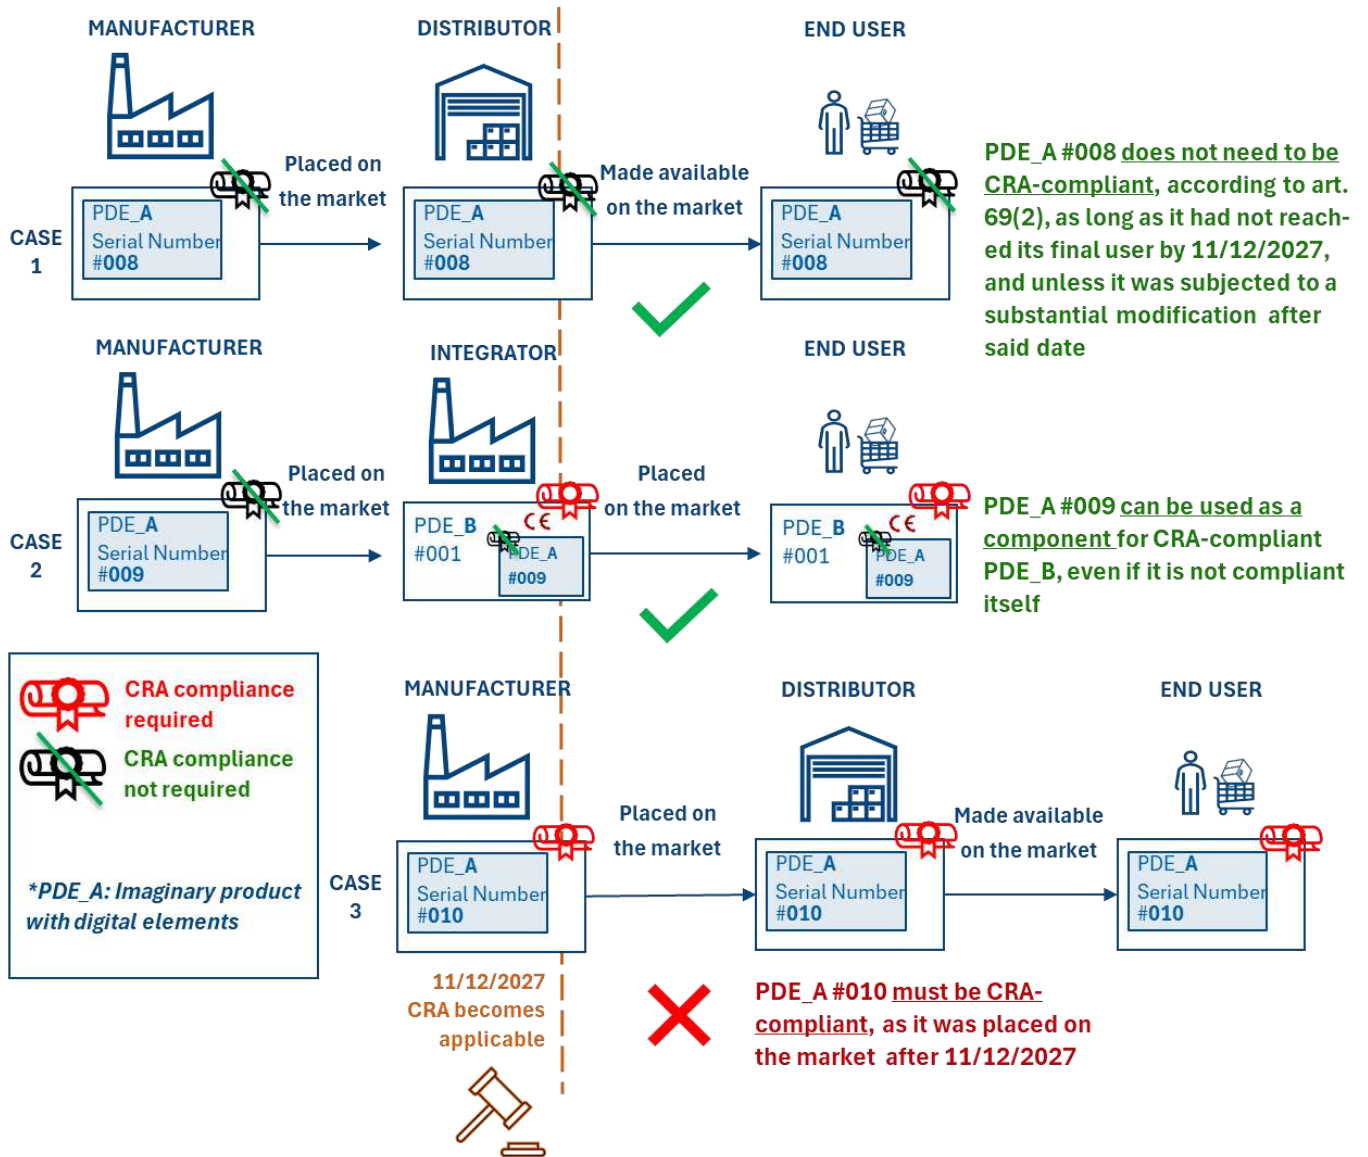 MANUFACTURER
DISTRIBUTOR
END USER
Placed on
the market
Made available
on the market
CASE
1
PDE_A
Serial Number
#008
PDE_A
Serial Number
#008
PDE_A
Serial Number
#008
PDE_A #008 does not need to be
CRA-compliant, according to art.
69(2), as long as it had not reach-
ed its final user by 11/12/2027,
and unless it was subjected to a
substantial modification after
said date
MANUFACTURER
INTEGRATOR
END USER
Placed on
the market
Placed
on the market
CASE
2
PDE_A
Serial Number
#009
PDE_B
#001
CE
PDE_A
#009
PDE_B
#001
CE
PDE_A
#009
PDE_A #009 can be used as a
component for CRA-compliant
PDE_B, even if it is not compliant
itself
CRA compliance
required
CRA compliance
not required
*PDE_A: Imaginary product
with digital elements
MANUFACTURER
DISTRIBUTOR
END USER
Placed on
the market
Made available
on the market
CASE
3
PDE_A
Serial Number
#010
PDE_A
Serial Number
#010
PDE_A
Serial Number
#010
11/12/2027
CRA becomes
applicable
PDE_A #010 must be CRA-
compliant, as it was placed on
the market after 11/12/2027